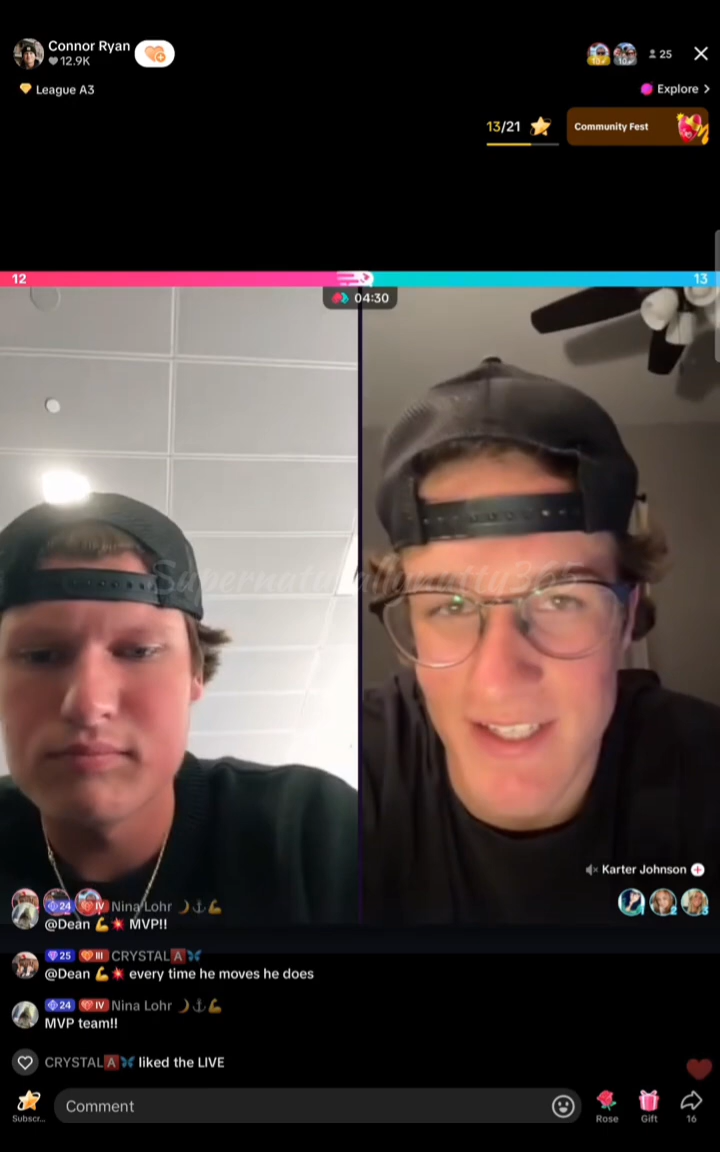 Connor Ryan
12.9K
25
League A3
Explore >
13/21
Community Fest
12
13
04:30
Karter Johnson
24 IV Nina Lohr 🌙⚓💪
@Dean 💪💥 MVP!!
25 III CRYSTAL🅰🦋
@Dean 💪💥 every time he moves he does
24 IV Nina Lohr 🌙⚓💪
MVP team!!
CRYSTAL🅰🦋 liked the LIVE
Subscr...
Comment
Rose
Gift
16